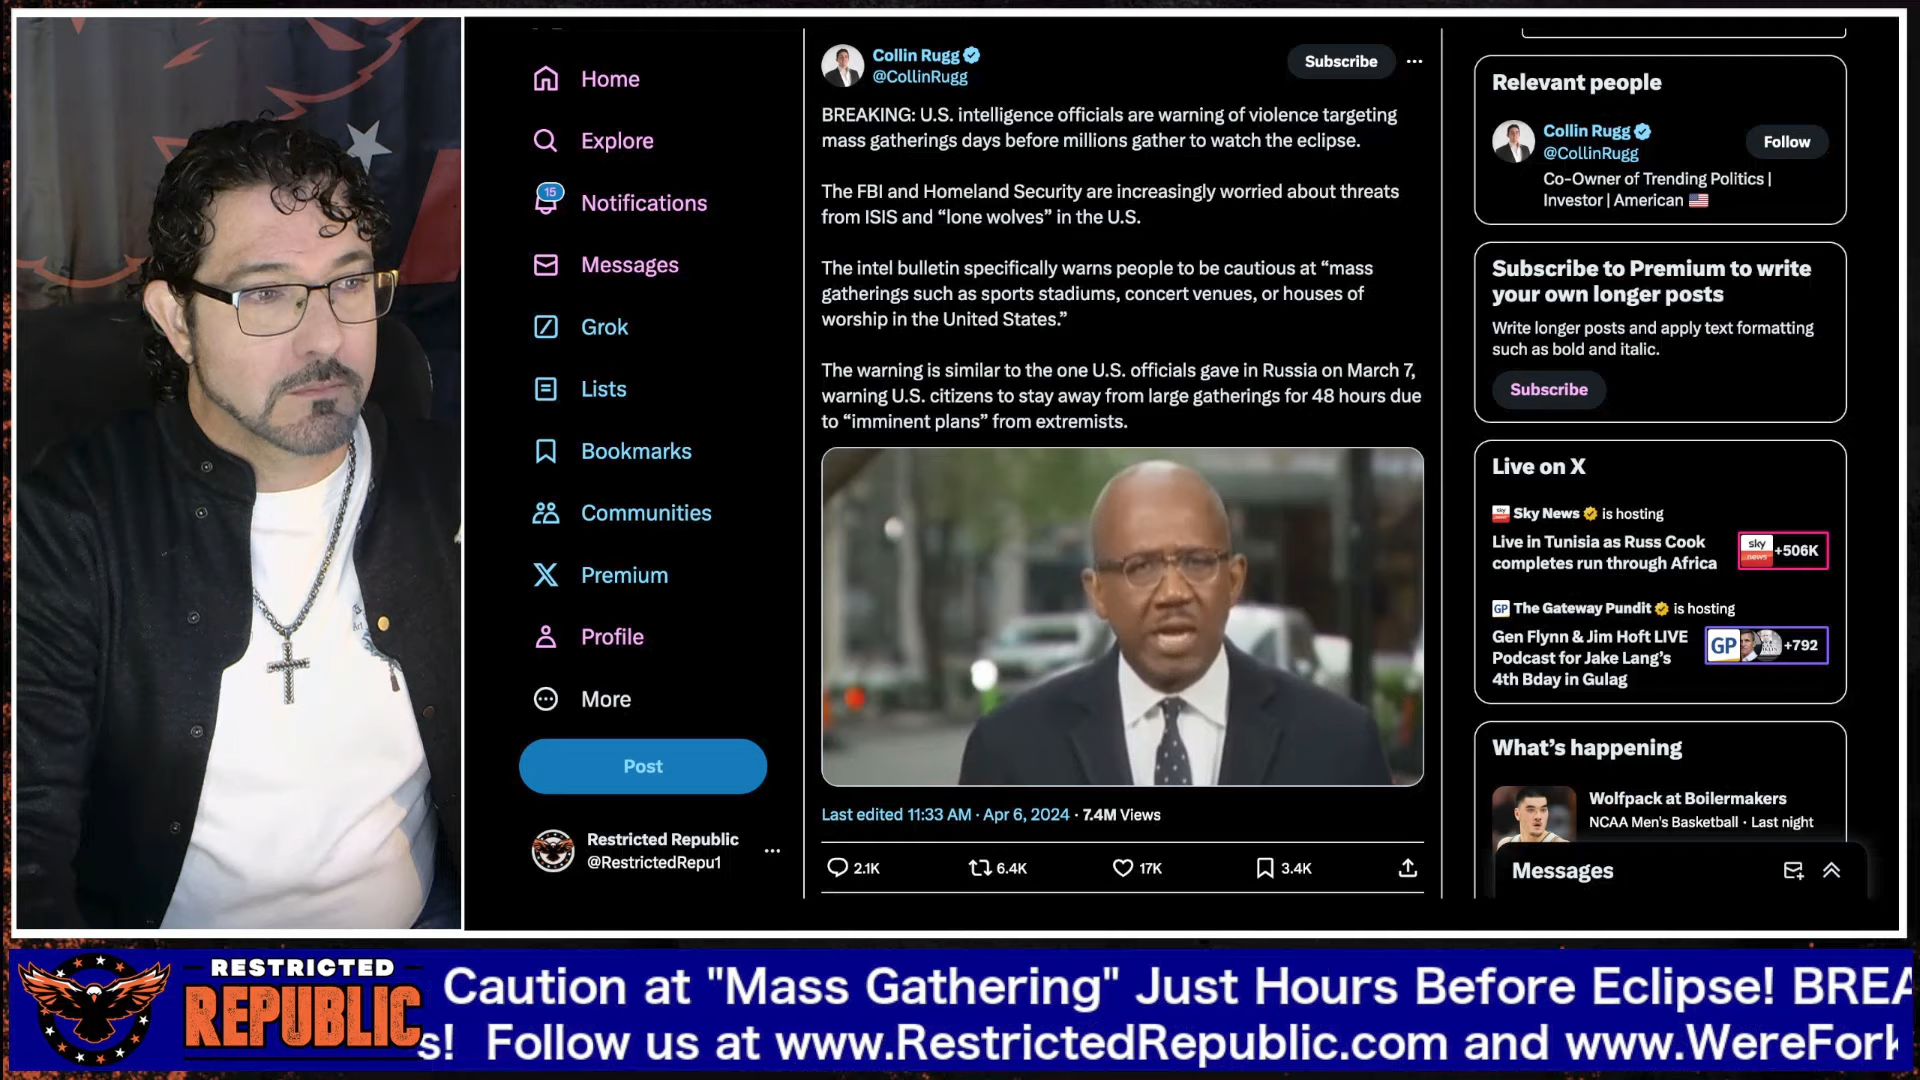 Home
Explore
15
Notifications
Messages
Grok
Lists
Bookmarks
Communities
Premium
Profile
More
Post
Restricted Republic
@RestrictedRepu1
Collin Rugg
@CollinRugg
Subscribe
BREAKING: U.S. intelligence officials are warning of violence targeting
mass gatherings days before millions gather to watch the eclipse.
The FBI and Homeland Security are increasingly worried about threats
from ISIS and “lone wolves” in the U.S.
The intel bulletin specifically warns people to be cautious at “mass
gatherings such as sports stadiums, concert venues, or houses of
worship in the United States.”
The warning is similar to the one U.S. officials gave in Russia on March 7,
warning U.S. citizens to stay away from large gatherings for 48 hours due
to “imminent plans” from extremists.
Last edited 11:33 AM · Apr 6, 2024 · 7.4M Views
2.1K 6.4K 17K 3.4K
Relevant people
Collin Rugg
@CollinRugg
Follow
Co-Owner of Trending Politics |
Investor | American
Subscribe to Premium to write
your own longer posts
Write longer posts and apply text formatting
such as bold and italic.
Subscribe
Live on X
Sky News is hosting
Live in Tunisia as Russ Cook
completes run through Africa
sky news +506K
GP The Gateway Pundit is hosting
Gen Flynn & Jim Hoft LIVE
Podcast for Jake Lang’s
4th Bday in Gulag
GP +792
What’s happening
Wolfpack at Boilermakers
NCAA Men's Basketball · Last night
Messages
RESTRICTED
REPUBLIC
Caution at "Mass Gathering" Just Hours Before Eclipse! BREA
s! Follow us at www.RestrictedRepublic.com and www.WereFork